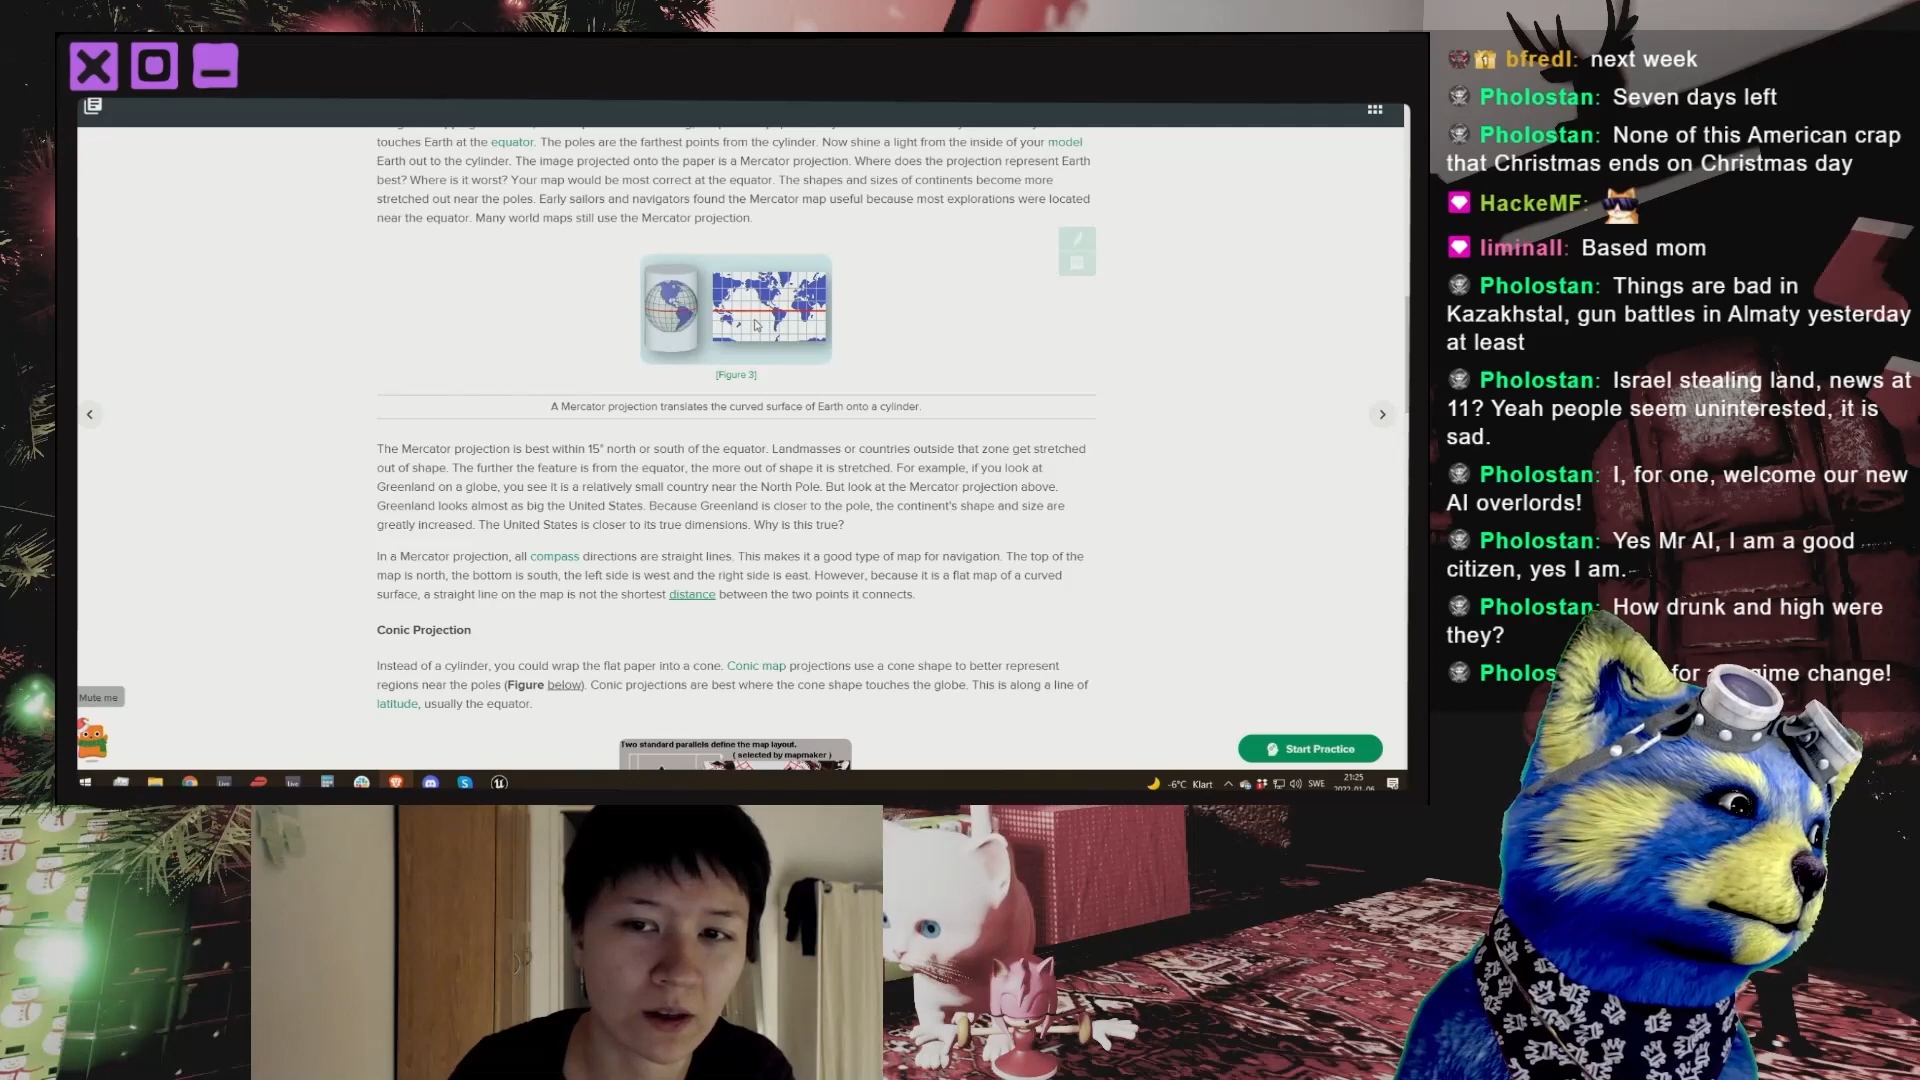 touches Earth at the equator. The poles are the farthest points from the cylinder. Now shine a light from the inside of your model
Earth out to the cylinder. The image projected onto the paper is a Mercator projection. Where does the projection represent Earth
best? Where is it worst? Your map would be most correct at the equator. The shapes and sizes of continents become more
stretched out near the poles. Early sailors and navigators found the Mercator map useful because most explorations were located
near the equator. Many world maps still use the Mercator projection.
[Figure 3]
A Mercator projection translates the curved surface of Earth onto a cylinder.
The Mercator projection is best within 15° north or south of the equator. Landmasses or countries outside that zone get stretched
out of shape. The further the feature is from the equator, the more out of shape it is stretched. For example, if you look at
Greenland on a globe, you see it is a relatively small country near the North Pole. But look at the Mercator projection above.
Greenland looks almost as big the United States. Because Greenland is closer to the pole, the continent's shape and size are
greatly increased. The United States is closer to its true dimensions. Why is this true?
In a Mercator projection, all compass directions are straight lines. This makes it a good type of map for navigation. The top of the
map is north, the bottom is south, the left side is west and the right side is east. However, because it is a flat map of a curved
surface, a straight line on the map is not the shortest distance between the two points it connects.
Conic Projection
Instead of a cylinder, you could wrap the flat paper into a cone. Conic map projections use a cone shape to better represent
regions near the poles (Figure below). Conic projections are best where the cone shape touches the globe. This is along a line of
latitude, usually the equator.
Two standard parallels define the map layout.
( selected by mapmaker )
Mute me
Start Practice
-6°C Klart
SWE
21:25
2022-01-06
bfredl: next week
Pholostan: Seven days left
Pholostan: None of this American crap
that Christmas ends on Christmas day
HackeMF:
liminall: Based mom
Pholostan: Things are bad in
Kazakhstal, gun battles in Almaty yesterday
at least
Pholostan: Israel stealing land, news at
11? Yeah people seem uninterested, it is
sad.
Pholostan: I, for one, welcome our new
AI overlords!
Pholostan: Yes Mr AI, I am a good
citizen, yes I am.
Pholostan: How drunk and high were
they?
for change!